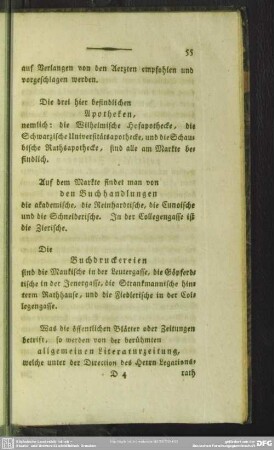 55
auf Verlangen von den Aerzten empfohlen und
vorgeschlagen werden.
Die drei hier befindlichen
Apotheken,
nemlich: die Wilhelmische Hofapothecke, die
Schwarzische Universitätsapothecke, und die Schau
bische Rathsapothecke, sind alle am Markte be
findlich.
Auf dem Markte findet man von
den Buchhandlungen
die akademische, die Reinhardtische, die Cunoische
und die Schneiderische. In der Collegengasse ist
die Zierische.
Die
Buchdruckereien
sind die Maukische in der Leutergasse, die Göpferd
tische in der Jenergasse, die Strankmannische hin
term Rathhause, und die Fiedlerische in der Col
legengasse.
Was die öffentlichen Blätter oder Zeitungen
betrift, so werden von der berühmten
allgemeinen Literaturzeitung,
welche unter der Direction des Herrn Legations-
D 4 rath